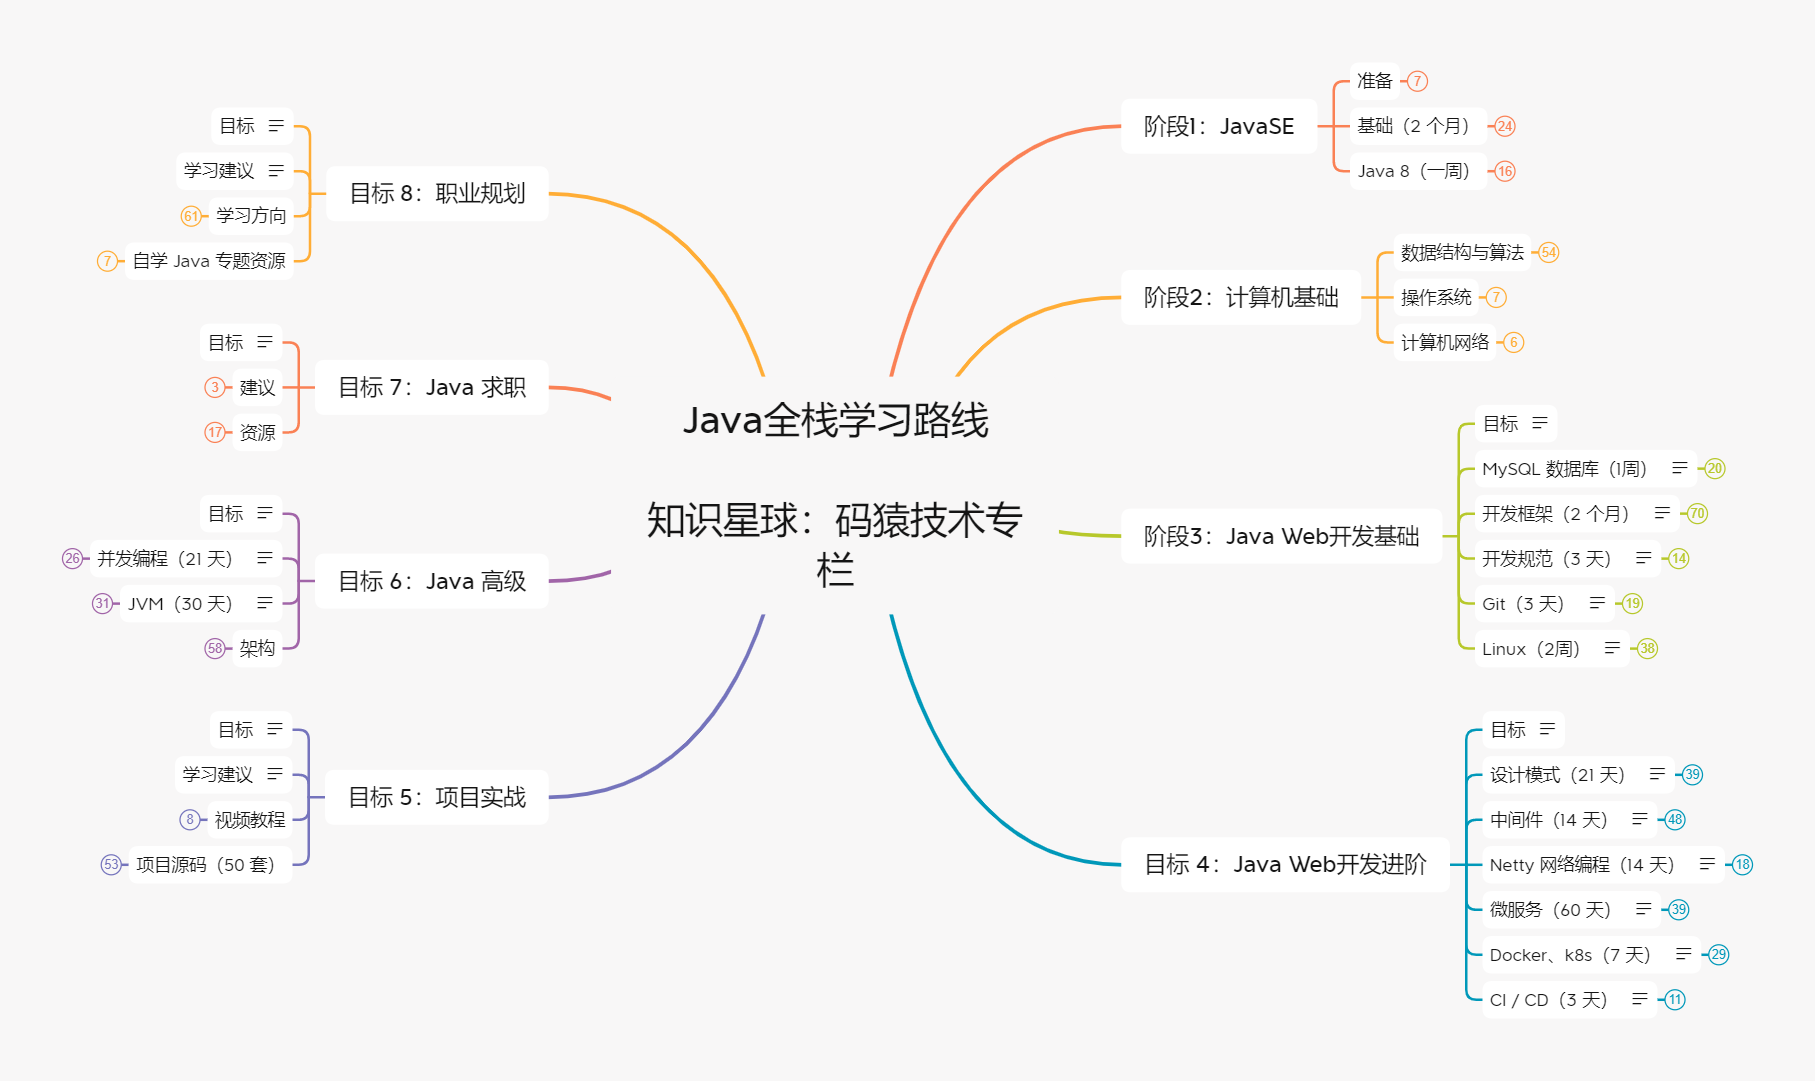 Java全栈学习路线
知识星球：码猿技术专
栏
阶段1：JavaSE
准备
7
基础（2 个月）
24
Java 8（一周）
16
阶段2：计算机基础
数据结构与算法
54
操作系统
7
计算机网络
6
阶段3：Java Web开发基础
目标
MySQL 数据库（1周）
20
开发框架（2 个月）
70
开发规范（3 天）
14
Git（3 天）
19
Linux（2周）
38
目标 4：Java Web开发进阶
目标
设计模式（21 天）
39
中间件（14 天）
48
Netty 网络编程（14 天）
18
微服务（60 天）
39
Docker、k8s（7 天）
29
CI / CD（3 天）
11
目标 5：项目实战
目标
学习建议
视频教程
8
项目源码（50 套）
53
目标 6：Java 高级
目标
并发编程（21 天）
26
JVM（30 天）
31
架构
58
目标 7：Java 求职
目标
建议
3
资源
17
目标 8：职业规划
目标
学习建议
学习方向
61
自学 Java 专题资源
7